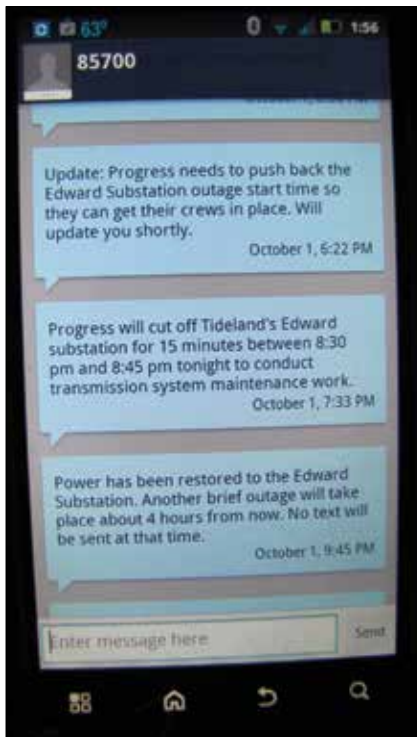 63° 1:56
85700
Update: Progress needs to push back the
Edward Substation outage start time so
they can get their crews in place. Will
update you shortly.
October 1, 6:22 PM
Progress will cut off Tideland's Edward
substation for 15 minutes between 8:30
pm and 8:45 pm tonight to conduct
transmission system maintenance work.
October 1, 7:33 PM
Power has been restored to the Edward
Substation. Another brief outage will take
place about 4 hours from now. No text will
be sent at that time.
October 1, 9:45 PM
Enter message here
Send